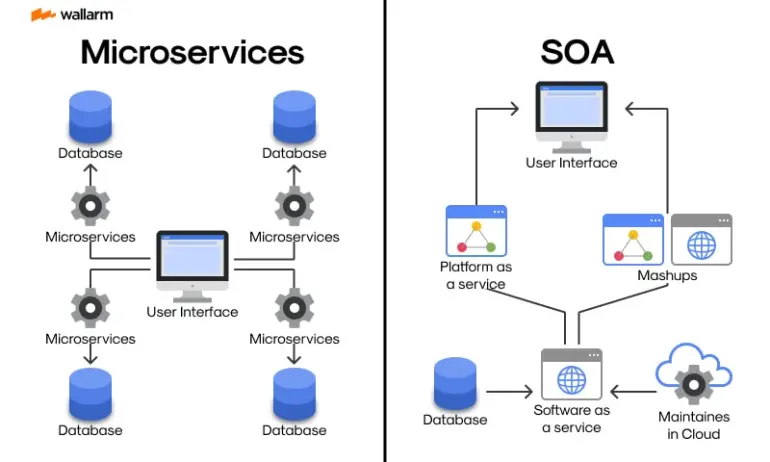 wallarm
Microservices
Database
Database
Microservices
Microservices
User Interface
Microservices
Microservices
Database
Database
SOA
User Interface
Platform as
a service
Mashups
Database
Software as
a service
Maintaines
in Cloud